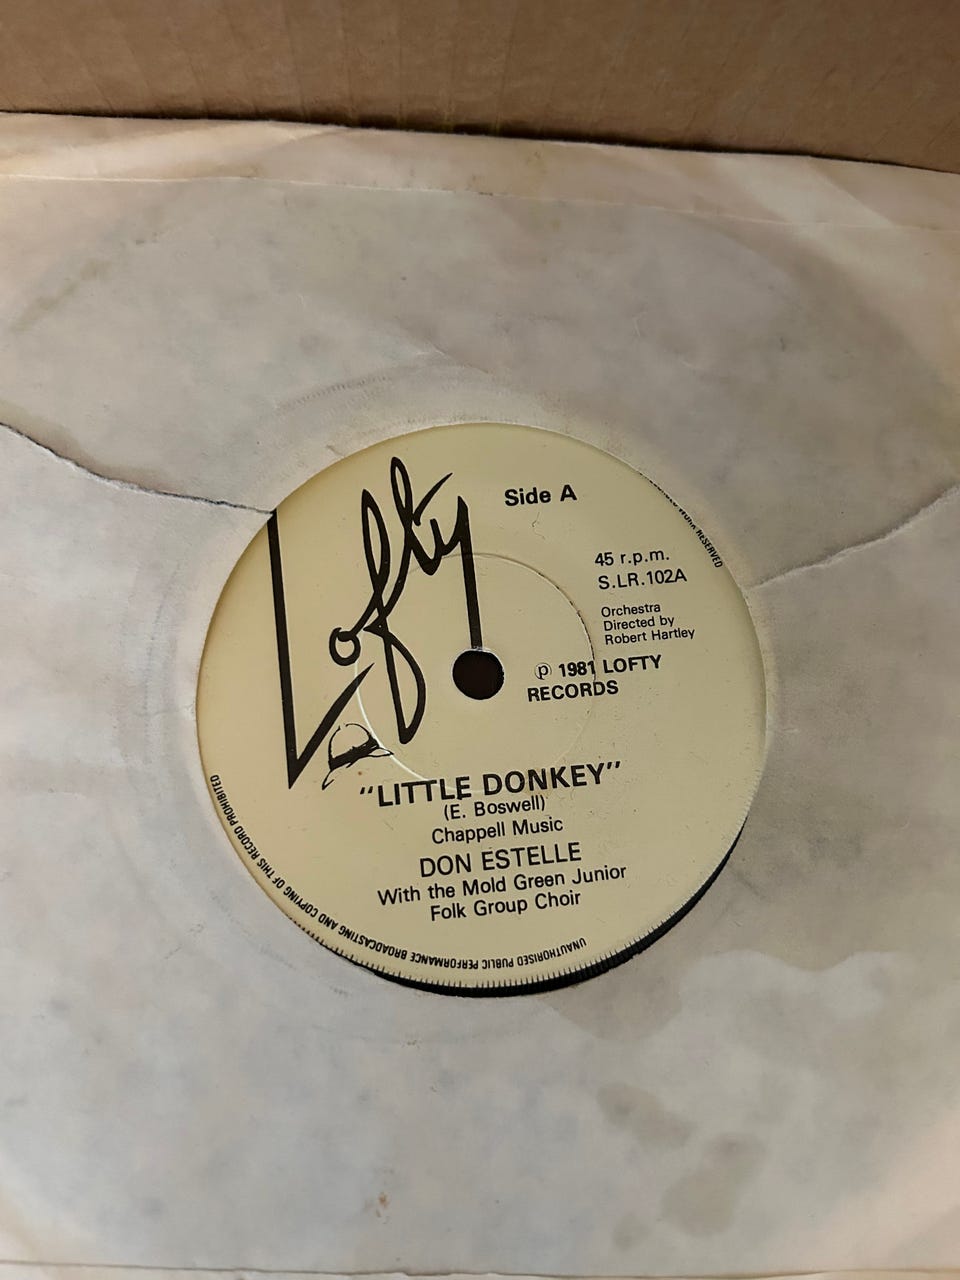 Lofty
Side A
45 r.p.m.
S.LR.102A
Orchestra
Directed by
Robert Hartley
℗ 1981 LOFTY
RECORDS
"LITTLE DONKEY"
(E. Boswell)
Chappell Music
DON ESTELLE
With the Mold Green Junior
Folk Group Choir
UNAUTHORISED PUBLIC PERFORMANCE BROADCASTING AND COPYING OF THIS RECORD PROHIBITED
WORK RESERVED